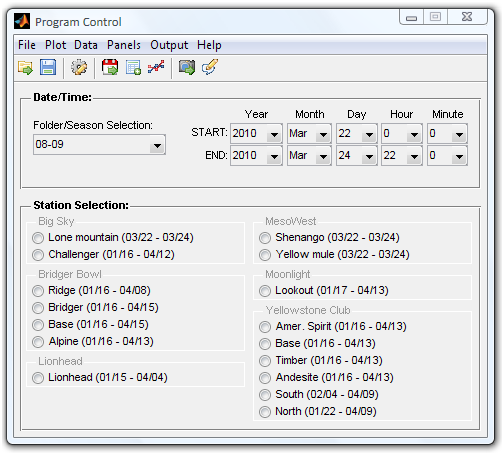 Program Control
File Plot Data Panels Output Help
Date/Time:
Folder/Season Selection:
08-09
Year Month Day Hour Minute
START: 2010 Mar 22 0 0
END: 2010 Mar 24 22 0
Station Selection:
Big Sky
Lone mountain (03/22 - 03/24)
Challenger (01/16 - 04/12)
Bridger Bowl
Ridge (01/16 - 04/08)
Bridger (01/16 - 04/15)
Base (01/16 - 04/15)
Alpine (01/16 - 04/13)
Lionhead
Lionhead (01/15 - 04/04)
MesoWest
Shenango (03/22 - 03/24)
Yellow mule (03/22 - 03/24)
Moonlight
Lookout (01/17 - 04/13)
Yellowstone Club
Amer. Spirit (01/16 - 04/13)
Base (01/16 - 04/13)
Timber (01/16 - 04/13)
Andesite (01/16 - 04/13)
South (02/04 - 04/09)
North (01/22 - 04/09)